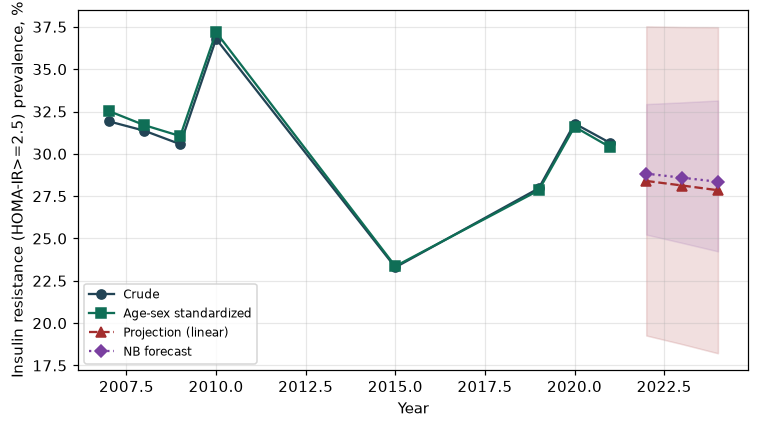 Insulin resistance (HOMA-IR>=2.5) prevalence, %
37.5
35.0
32.5
30.0
27.5
25.0
22.5
20.0
17.5
Crude
Age-sex standardized
Projection (linear)
NB forecast
2007.5 2010.0 2012.5 2015.0 2017.5 2020.0 2022.5
Year